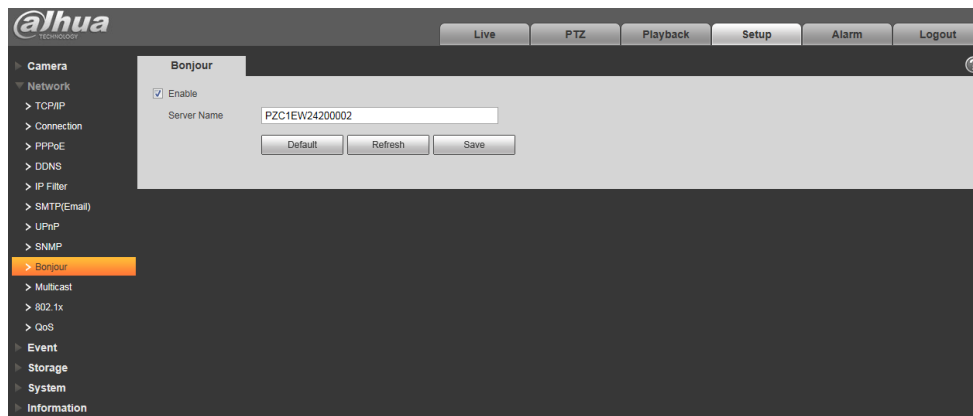 alhua
TECHNOLOGY
Live PTZ Playback Setup Alarm Logout
Camera
Network
> TCP/IP
> Connection
> PPPoE
> DDNS
> IP Filter
> SMTP(Email)
> UPnP
> SNMP
> Bonjour
> Multicast
> 802.1x
> QoS
Event
Storage
System
Information
Bonjour
?
Enable
Server Name PZC1EW24200002
Default Refresh Save